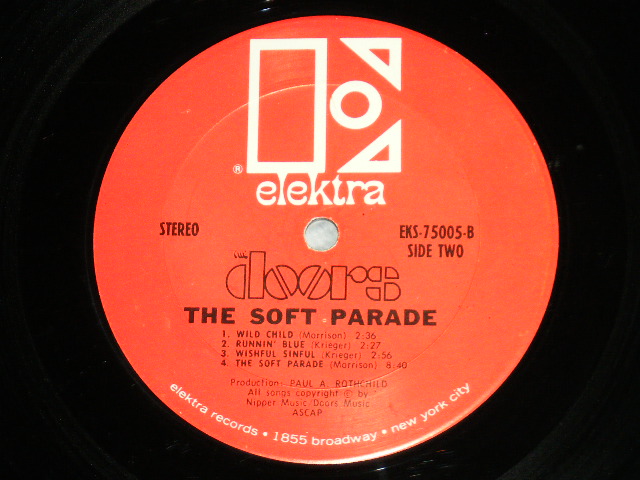 ®
elektra
STEREO
EKS-75005-B
SIDE TWO
THE doors
THE SOFT PARADE
1. WILD CHILD (Morrison) 2:36
2. RUNNIN' BLUE (Krieger) 2:27
3. WISHFUL SINFUL (Krieger) 2:56
4. THE SOFT PARADE (Morrison) 8:40
Production—PAUL A. ROTHCHILD
All songs copyright © by
Nipper Music Doors Music
ASCAP
elektra records • 1855 broadway • new york city